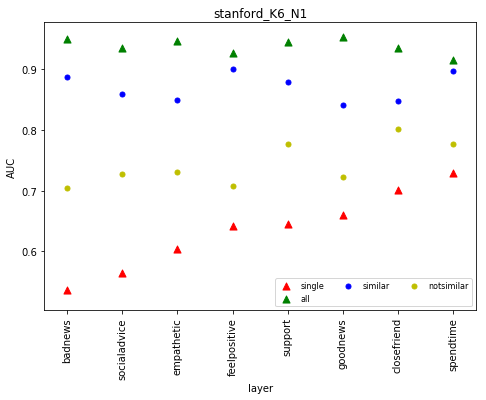 stanford_K6_N1
AUC
0.9
0.8
0.7
0.6
single
similar
notsimilar
all
badnews
socialadvice
empathetic
feelpositive
support
goodnews
closefriend
spendtime
layer